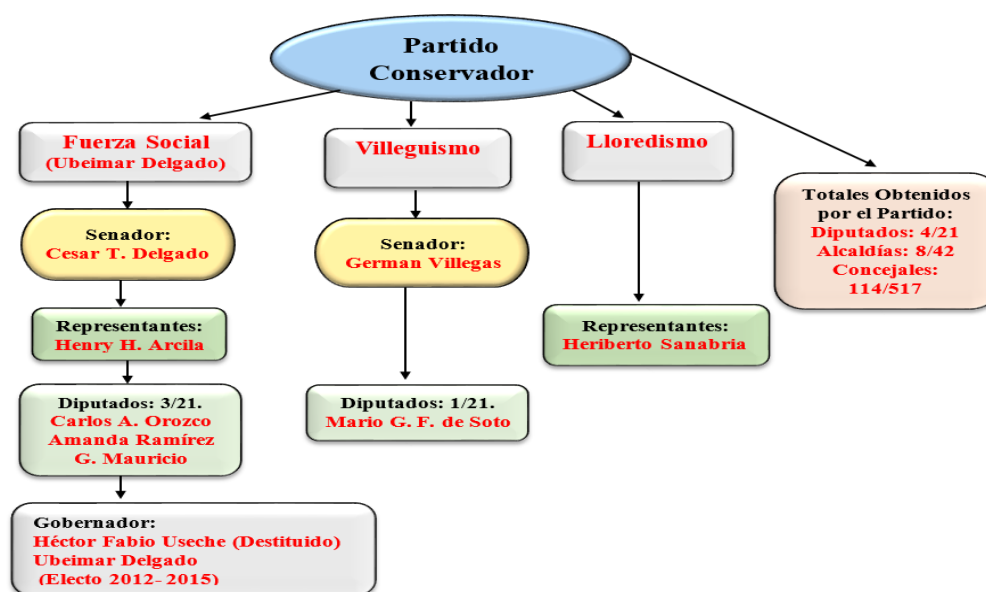 Partido
Conservador
Fuerza Social
(Ubeimar Delgado)
Senador:
Cesar T. Delgado
Representantes:
Henry H. Arcila
Diputados: 3/21.
Carlos A. Orozco
Amanda Ramírez
G. Mauricio
Gobernador:
Héctor Fabio Useche (Destituido)
Ubeimar Delgado
(Electo 2012- 2015)
Villeguismo
Senador:
German Villegas
Diputados: 1/21.
Mario G. F. de Soto
Lloredismo
Representantes:
Heriberto Sanabria
Totales Obtenidos
por el Partido:
Diputados: 4/21
Alcaldías: 8/42
Concejales:
114/517